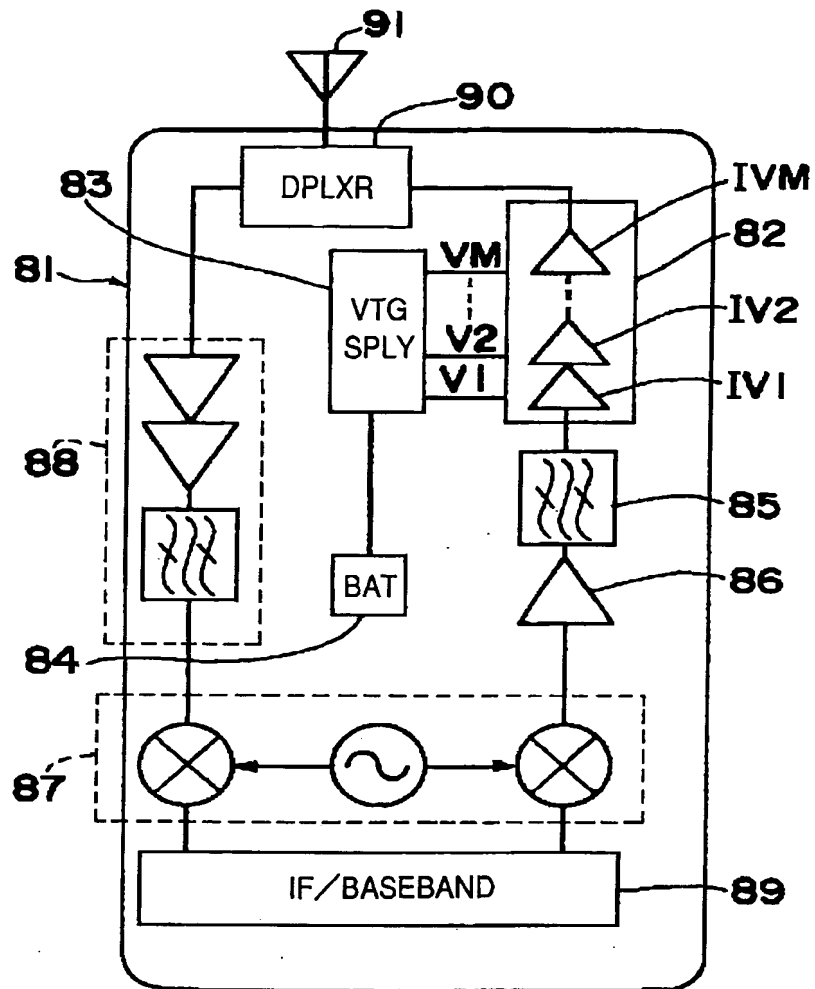 91
90
DPLXR
83
IVM
82
81
VM
VTG
SPLY
V2
V1
IV2
IV1
88
85
BAT
86
84
87
IF/BASEBAND
89